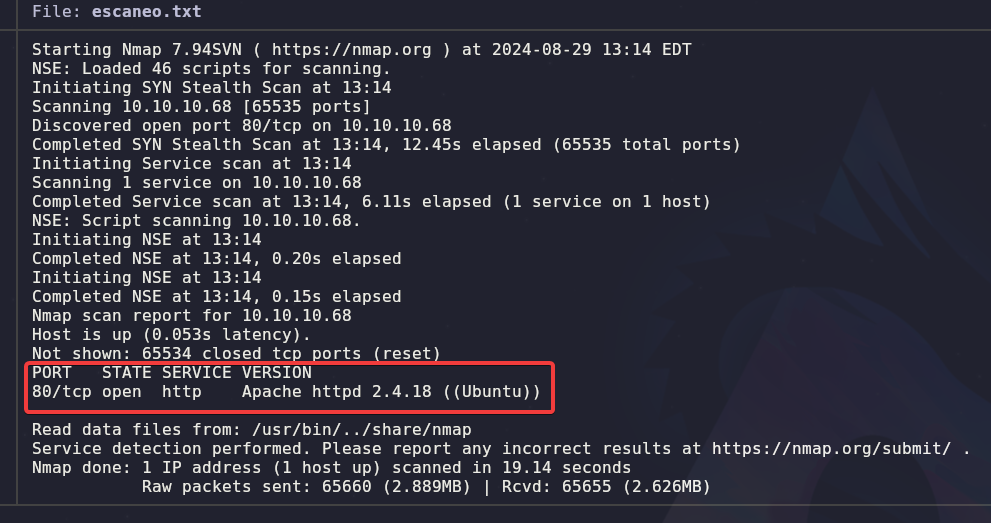 File: escaneo.txt
Starting Nmap 7.94SVN ( https://nmap.org ) at 2024-08-29 13:14 EDT
NSE: Loaded 46 scripts for scanning.
Initiating SYN Stealth Scan at 13:14
Scanning 10.10.10.68 [65535 ports]
Discovered open port 80/tcp on 10.10.10.68
Completed SYN Stealth Scan at 13:14, 12.45s elapsed (65535 total ports)
Initiating Service scan at 13:14
Scanning 1 service on 10.10.10.68
Completed Service scan at 13:14, 6.11s elapsed (1 service on 1 host)
NSE: Script scanning 10.10.10.68.
Initiating NSE at 13:14
Completed NSE at 13:14, 0.20s elapsed
Initiating NSE at 13:14
Completed NSE at 13:14, 0.15s elapsed
Nmap scan report for 10.10.10.68
Host is up (0.053s latency).
Not shown: 65534 closed tcp ports (reset)
PORT   STATE SERVICE VERSION
80/tcp open  http    Apache httpd 2.4.18 ((Ubuntu))
Read data files from: /usr/bin/../share/nmap
Service detection performed. Please report any incorrect results at https://nmap.org/submit/ .
Nmap done: 1 IP address (1 host up) scanned in 19.14 seconds
Raw packets sent: 65660 (2.889MB) | Rcvd: 65655 (2.626MB)